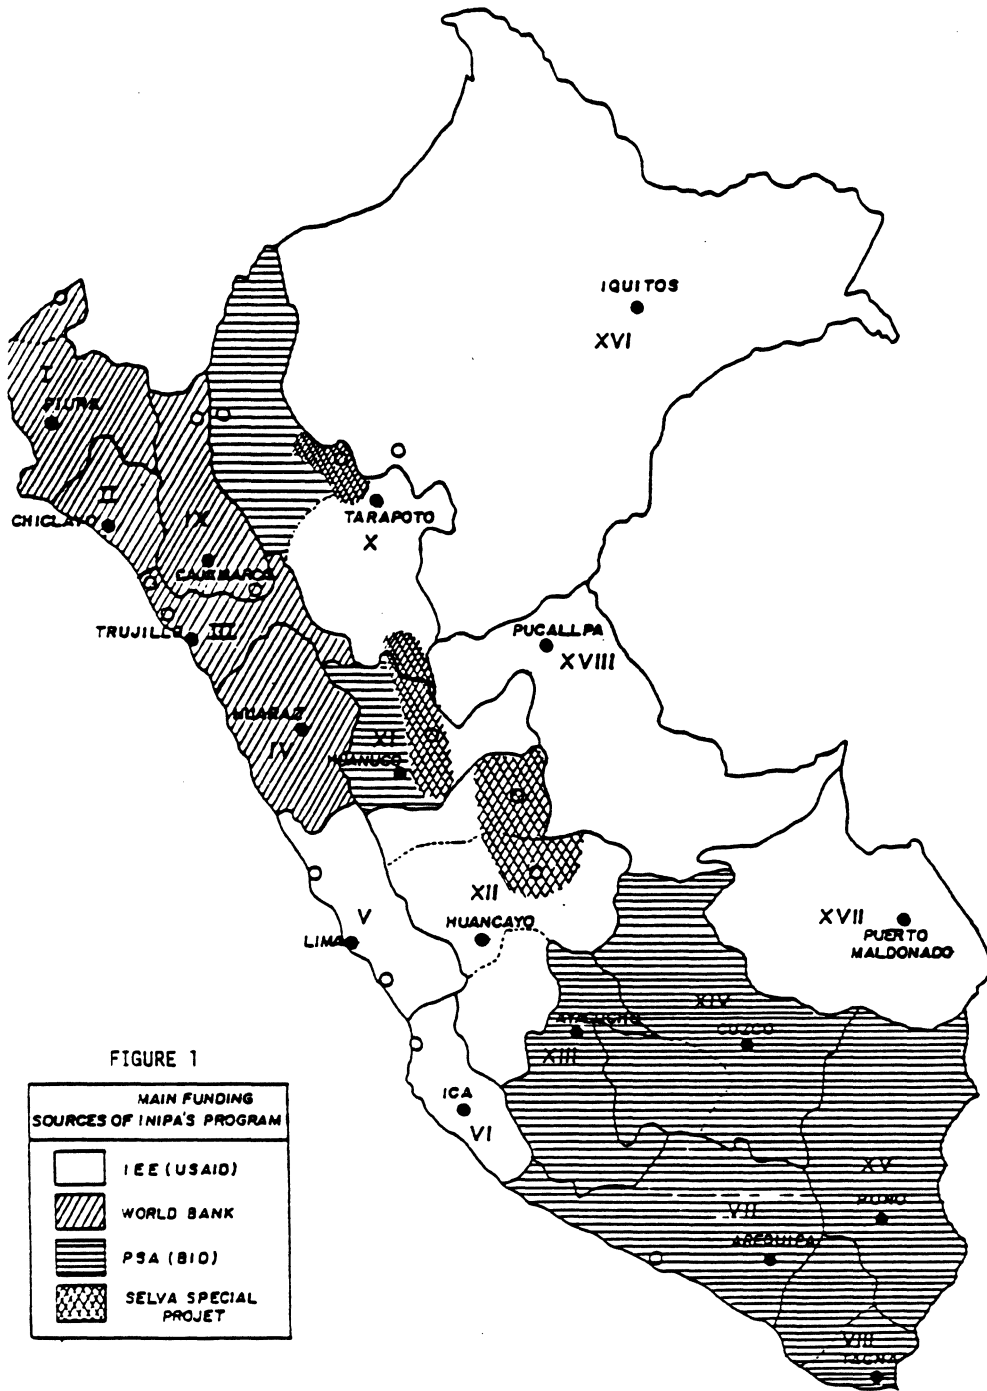 IQUITOS
XVI
I
PIURA
II
CHICLAYO
IX
CAJAMARCA
TARAPOTO
X
TRUJILLO
III
PUCALLPA
XVIII
HUARAZ
IV
XI
HUANUCO
XII
HUANCAYO
V
LIMA
XVII
PUERTO
MALDONADO
XIV
CUZCO
AYACUCHO
XIII
ICA
VI
XV
PUNO
VII
AREQUIPA
VIII
TACNA
FIGURE 1
MAIN FUNDING
SOURCES OF INIPA'S PROGRAM
IEE (USAID)
WORLD BANK
PSA (BID)
SELVA SPECIAL
PROJET